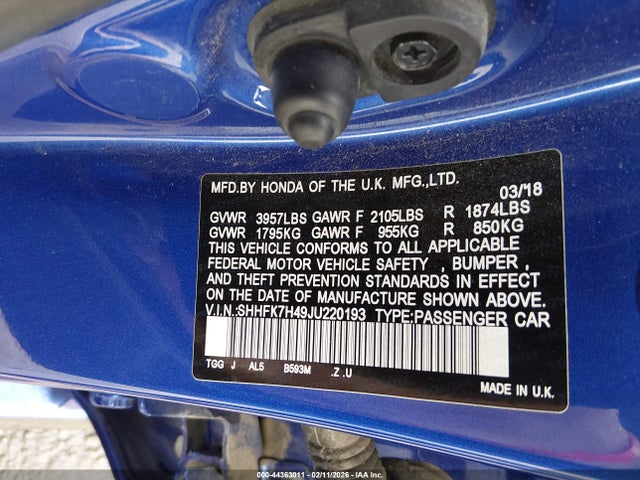 MFD.BY HONDA OF THE U.K. MFG.,LTD. 03/18
GVWR 3957LBS GAWR F 2105LBS R 1874LBS
GVWR 1795KG GAWR F 955KG R 850KG
THIS VEHICLE CONFORMS TO ALL APPLICABLE
FEDERAL MOTOR VEHICLE SAFETY , BUMPER ,
AND THEFT PREVENTION STANDARDS IN EFFECT
ON THE DATE OF MANUFACTURE SHOWN ABOVE.
V.I.N.:SHHFK7H49JU220193 TYPE:PASSENGER CAR
TGG J AL5 B593M .Z .U
MADE IN U.K.
000-44363011 - 02/11/2026 - IAAI.COM